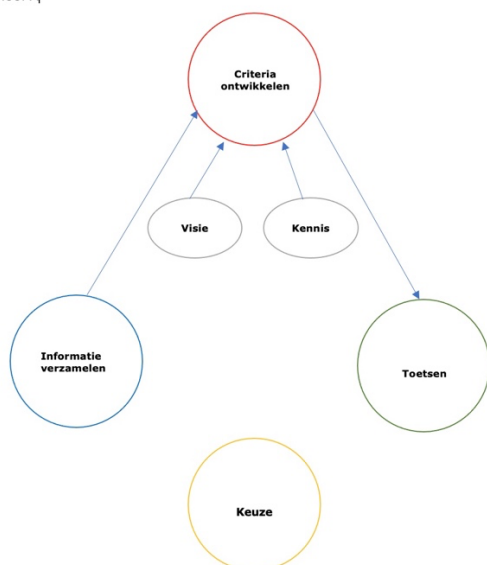 Criteria
ontwikkelen
Visie
Kennis
Informatie
verzamelen
Toetsen
Keuze